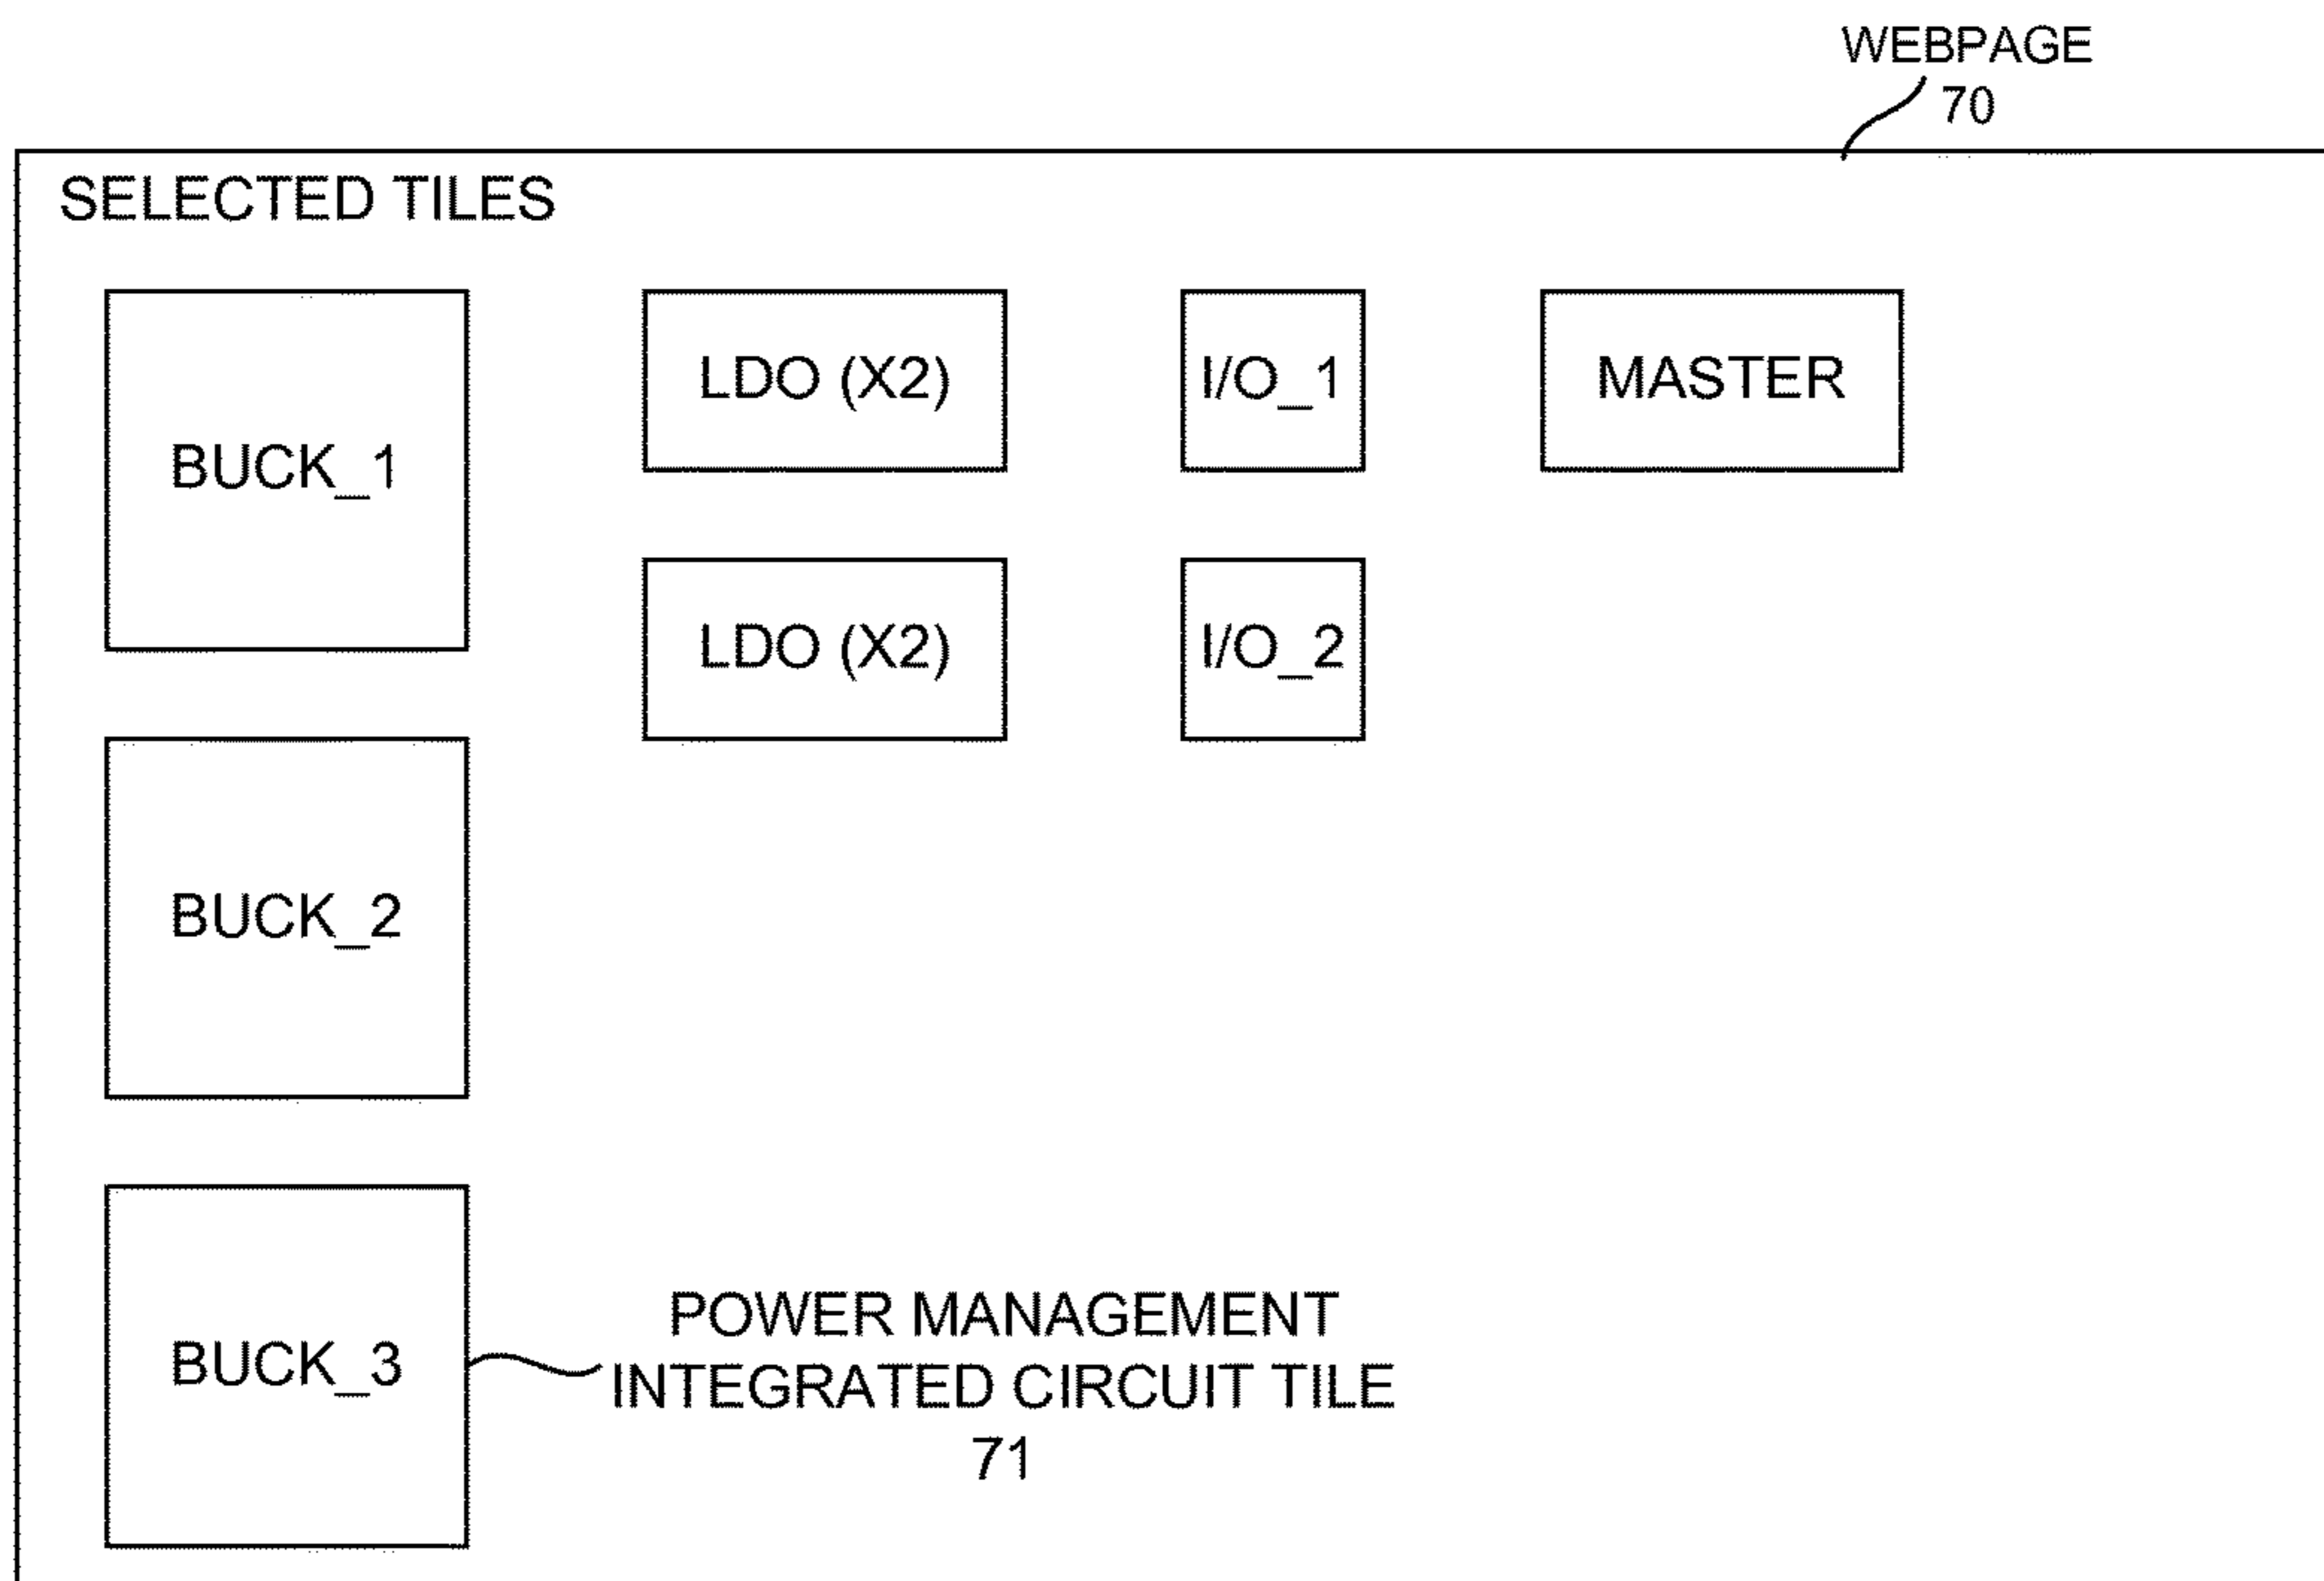 WEBPAGE
70
SELECTED TILES
BUCK_1
LDO (X2)
I/O_1
MASTER
LDO (X2)
I/O_2
BUCK_2
BUCK_3
POWER MANAGEMENT
INTEGRATED CIRCUIT TILE
71